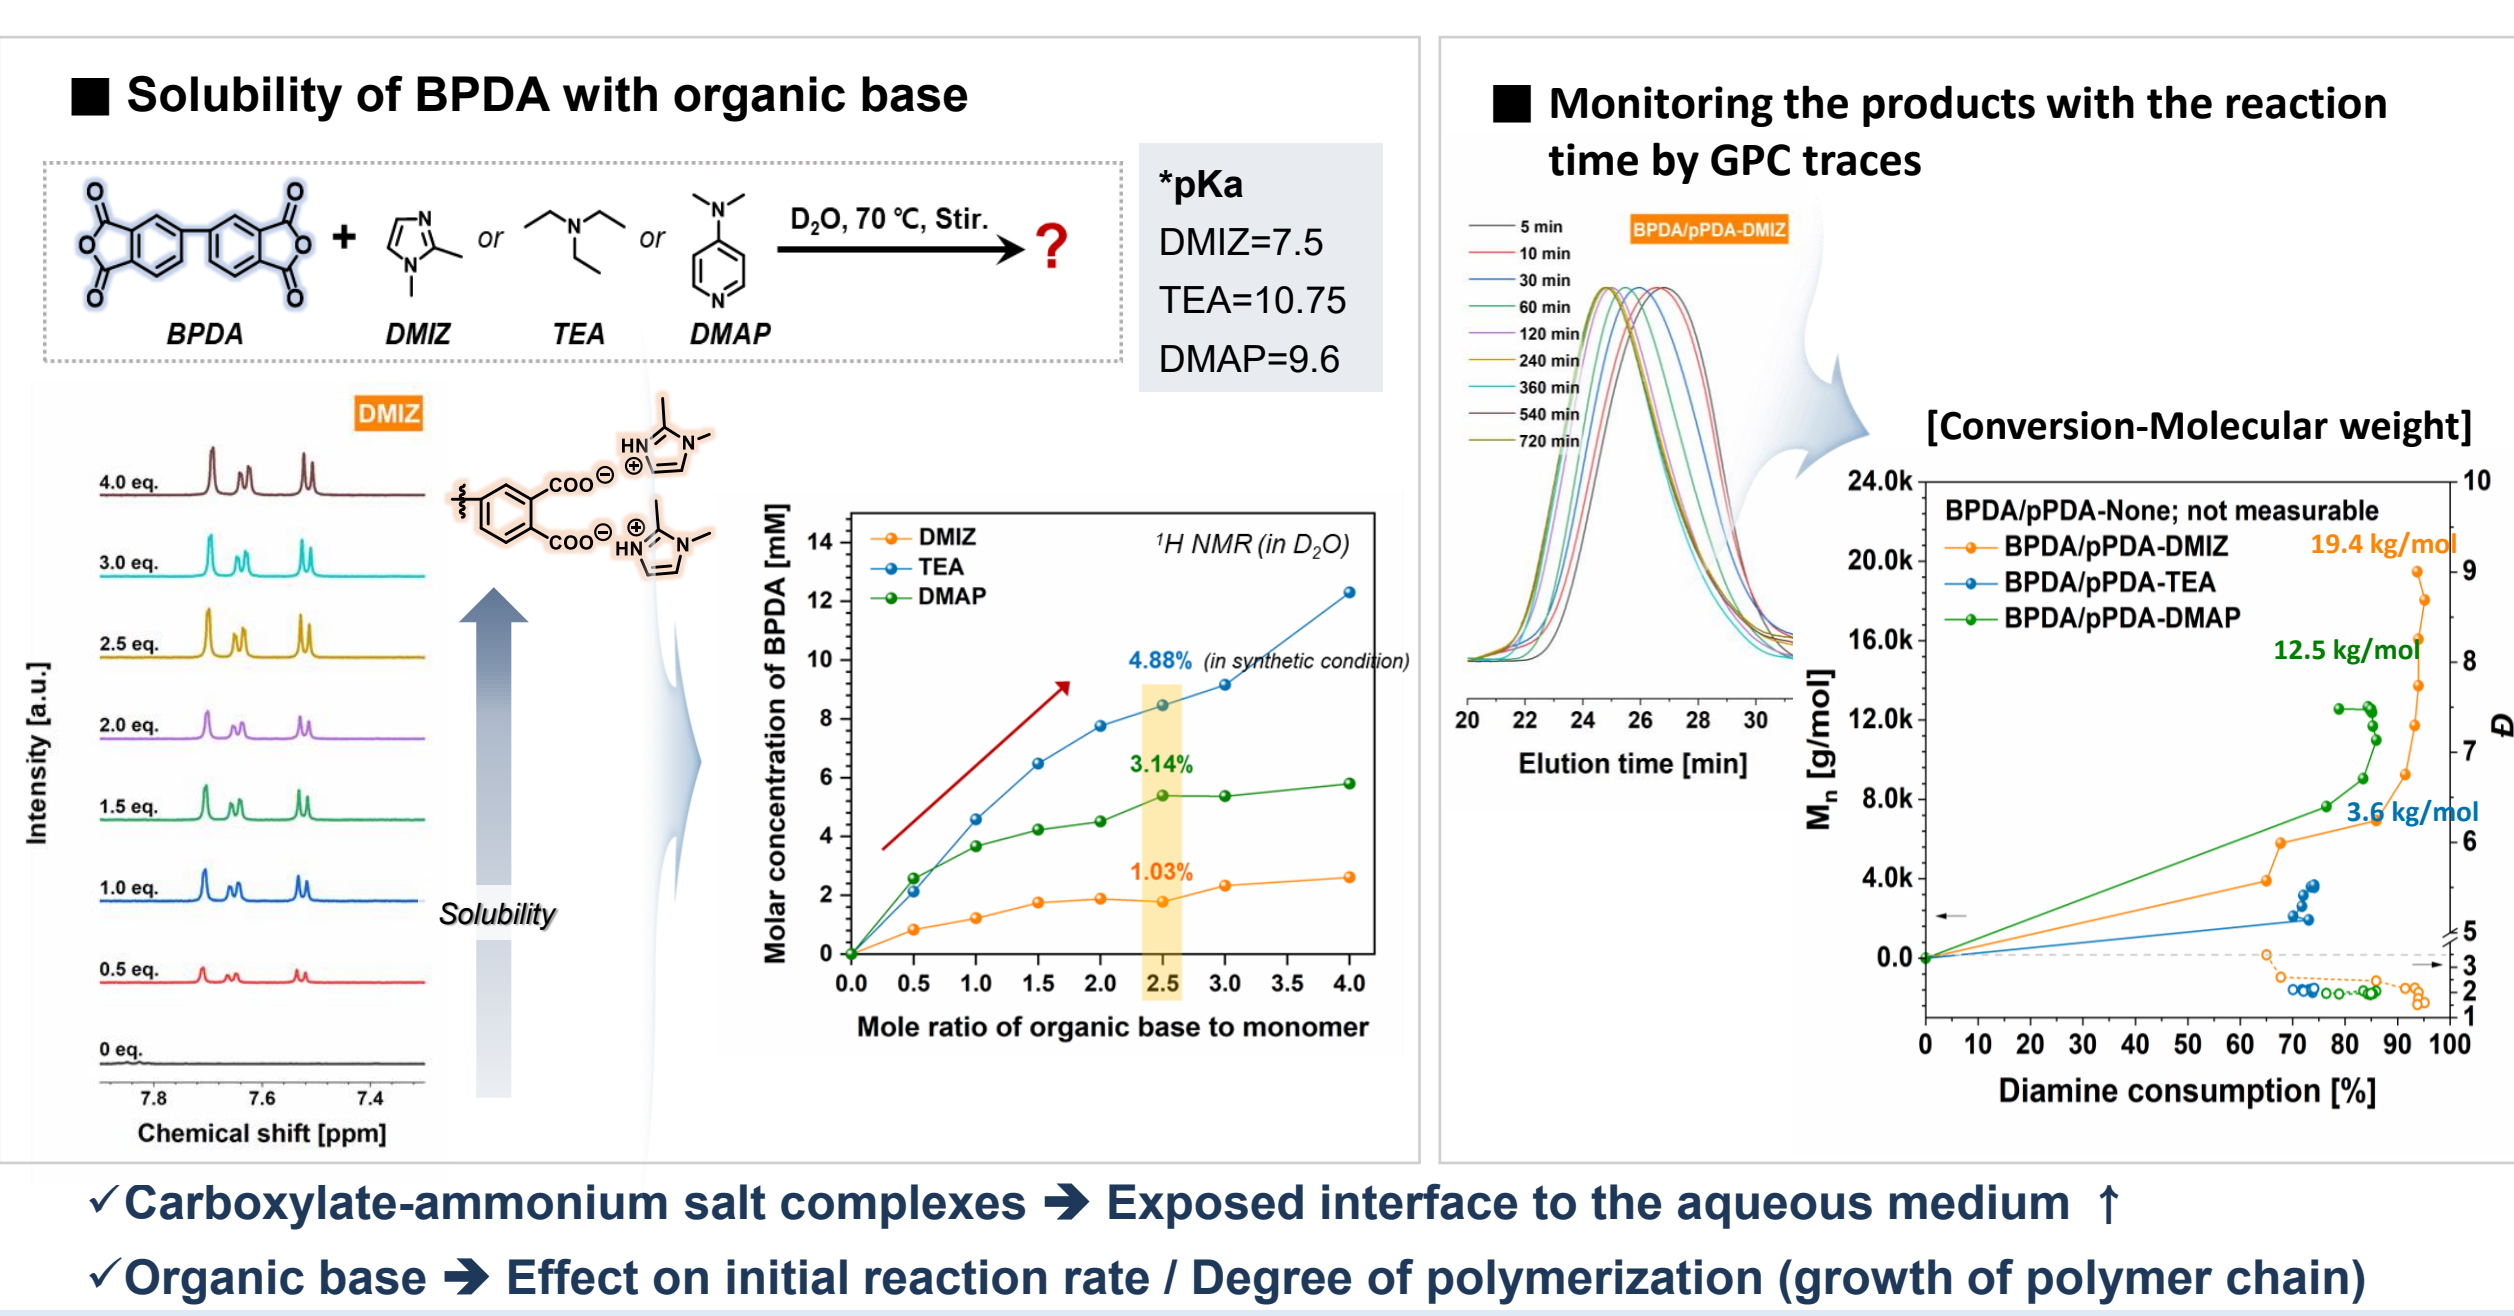 ■ Solubility of BPDA with organic base
O
O
O
O
O
O
+
N
N
or
N
or
N
N
D₂O, 70 ℃, Stir.
?
BPDA
DMIZ
TEA
DMAP
*pKa
DMIZ=7.5
TEA=10.75
DMAP=9.6
DMIZ
4.0 eq.
3.0 eq.
2.5 eq.
2.0 eq.
1.5 eq.
1.0 eq.
0.5 eq.
0 eq.
7.8 7.6 7.4
Chemical shift [ppm]
Intensity [a.u.]
COO⊖
COO⊖
HN
N
⊕
HN
N
⊕
Solubility
Molar concentration of BPDA [mM]
14
12
10
8
6
4
2
0
DMIZ
TEA
DMAP
¹H NMR (in D₂O)
4.88% (in synthetic condition)
3.14%
1.03%
0.0 0.5 1.0 1.5 2.0 2.5 3.0 3.5 4.0
Mole ratio of organic base to monomer
■ Monitoring the products with the reaction
time by GPC traces
5 min
10 min
30 min
60 min
120 min
240 min
360 min
540 min
720 min
BPDA/pPDA-DMIZ
20 22 24 26 28 30
Elution time [min]
[Conversion-Molecular weight]
Mₙ [g/mol]
24.0k
20.0k
16.0k
12.0k
8.0k
4.0k
0.0
BPDA/pPDA-None; not measurable
BPDA/pPDA-DMIZ
BPDA/pPDA-TEA
BPDA/pPDA-DMAP
19.4 kg/mol
12.5 kg/mol
3.6 kg/mol
10
9
8
7
6
5
3
2
1
Đ
0 10 20 30 40 50 60 70 80 90 100
Diamine consumption [%]
✓Carboxylate-ammonium salt complexes ➔ Exposed interface to the aqueous medium ↑
✓Organic base ➔ Effect on initial reaction rate / Degree of polymerization (growth of polymer chain)